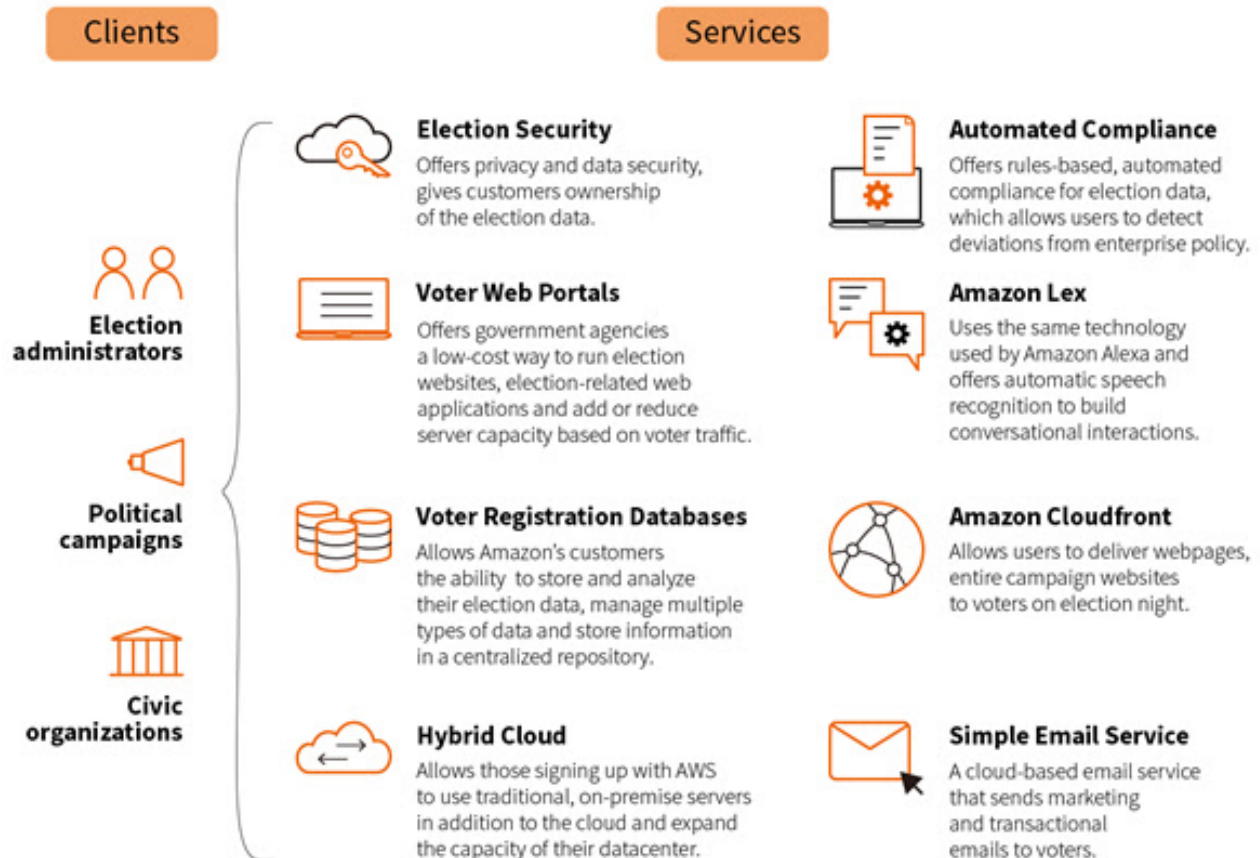 Clients
Services
Election
administrators
Political
campaigns
Civic
organizations
Election Security
Offers privacy and data security,
gives customers ownership
of the election data.
Voter Web Portals
Offers government agencies
a low-cost way to run election
websites, election-related web
applications and add or reduce
server capacity based on voter traffic.
Voter Registration Databases
Allows Amazon's customers
the ability to store and analyze
their election data, manage multiple
types of data and store information
in a centralized repository.
Hybrid Cloud
Allows those signing up with AWS
to use traditional, on-premise servers
in addition to the cloud and expand
the capacity of their datacenter.
Automated Compliance
Offers rules-based, automated
compliance for election data,
which allows users to detect
deviations from enterprise policy.
Amazon Lex
Uses the same technology
used by Amazon Alexa and
offers automatic speech
recognition to build
conversational interactions.
Amazon Cloudfront
Allows users to deliver webpages,
entire campaign websites
to voters on election night.
Simple Email Service
A cloud-based email service
that sends marketing
and transactional
emails to voters.